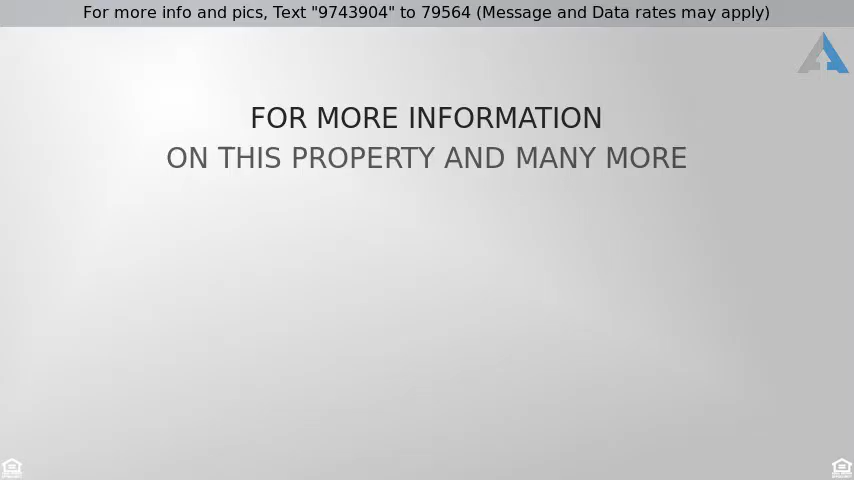 For more info and pics, Text "9743904" to 79564 (Message and Data rates may apply)
FOR MORE INFORMATION
ON THIS PROPERTY AND MANY MORE